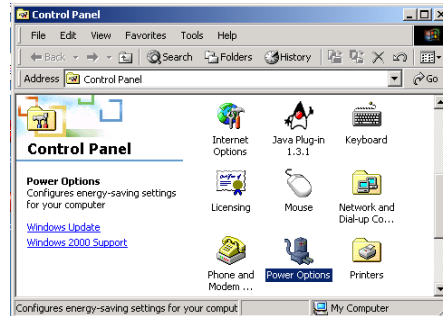 Control Panel
File Edit View Favorites Tools Help
Back Search Folders History
Address Control Panel Go
Control Panel
Power Options
Configures energy-saving settings
for your computer
Windows Update
Windows 2000 Support
Internet
Options
Java Plug-in
1.3.1
Keyboard
Licensing
Mouse
Network and
Dial-up Co...
Phone and
Modem ...
Power Options
Printers
Configures energy-saving settings for your comput
My Computer